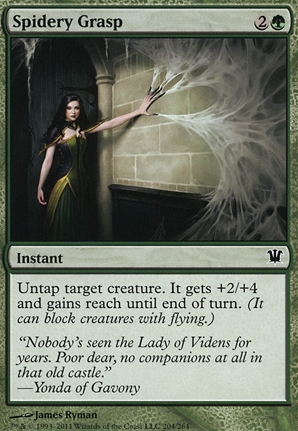 Spidery Grasp 2
Instant
Untap target creature. It gets +2/+4
and gains reach until end of turn. (It
can block creatures with flying.)
“Nobody’s seen the Lady of Videns for
years. Poor dear, no companions at all in
that old castle.”
—Yonda of Gavony
James Ryman
™ & © 1993–2011 Wizards of the Coast LLC 204/264